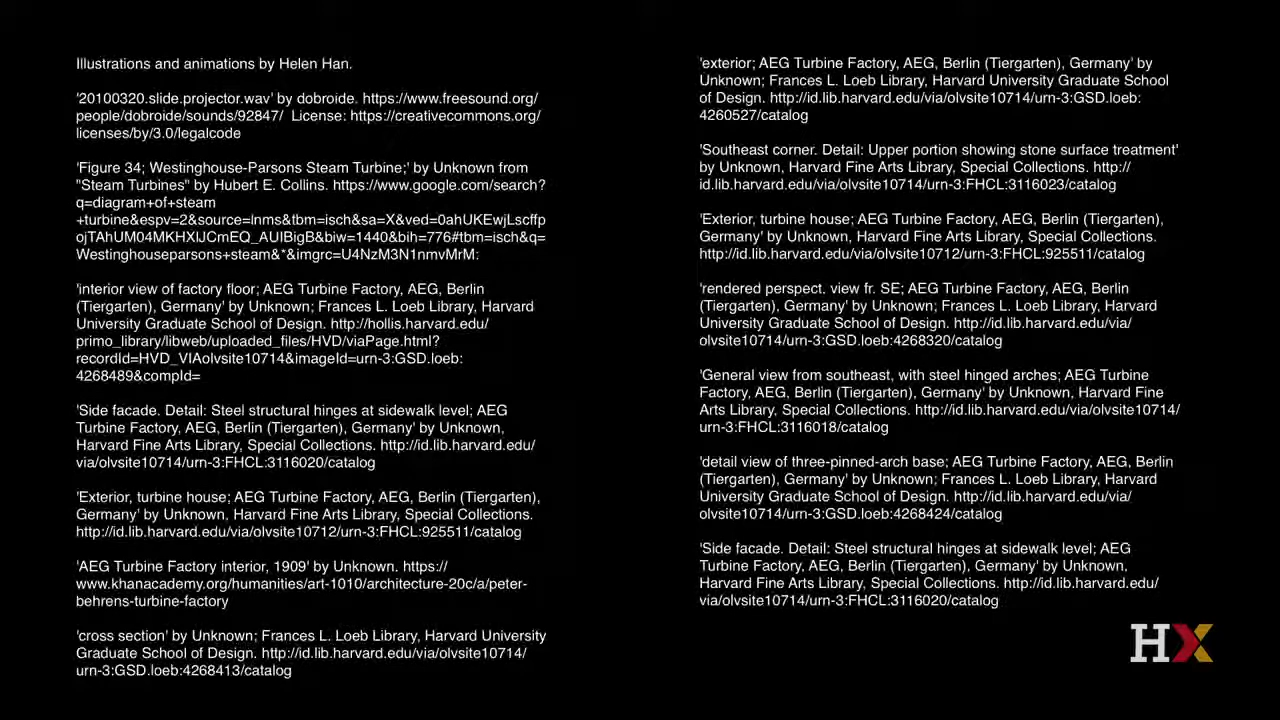 Illustrations and animations by Helen Han.
'20100320.slide.projector.wav' by dobroide. https://www.freesound.org/
people/dobroide/sounds/92847/  License: https://creativecommons.org/
licenses/by/3.0/legalcode
'Figure 34; Westinghouse-Parsons Steam Turbine;' by Unknown from
"Steam Turbines" by Hubert E. Collins. https://www.google.com/search?
q=diagram+of+steam
+turbine&espv=2&source=lnms&tbm=isch&sa=X&ved=0ahUKEwjLscffp
ojTAhUM04MKHXlJCmEQ_AUIBigB&biw=1440&bih=776#tbm=isch&q=
Westinghouseparsons+steam&*&imgrc=U4NzM3N1nmvMrM:
'interior view of factory floor; AEG Turbine Factory, AEG, Berlin
(Tiergarten), Germany' by Unknown; Frances L. Loeb Library, Harvard
University Graduate School of Design. http://hollis.harvard.edu/
primo_library/libweb/uploaded_files/HVD/viaPage.html?
recordId=HVD_VIAolvsite10714&imageId=urn-3:GSD.loeb:
4268489&compId=
'Side facade. Detail: Steel structural hinges at sidewalk level; AEG
Turbine Factory, AEG, Berlin (Tiergarten), Germany' by Unknown,
Harvard Fine Arts Library, Special Collections. http://id.lib.harvard.edu/
via/olvsite10714/urn-3:FHCL:3116020/catalog
'Exterior, turbine house; AEG Turbine Factory, AEG, Berlin (Tiergarten),
Germany' by Unknown, Harvard Fine Arts Library, Special Collections.
http://id.lib.harvard.edu/via/olvsite10712/urn-3:FHCL:925511/catalog
'AEG Turbine Factory interior, 1909' by Unknown. https://
www.khanacademy.org/humanities/art-1010/architecture-20c/a/peter-
behrens-turbine-factory
'cross section' by Unknown; Frances L. Loeb Library, Harvard University
Graduate School of Design. http://id.lib.harvard.edu/via/olvsite10714/
urn-3:GSD.loeb:4268413/catalog
'exterior; AEG Turbine Factory, AEG, Berlin (Tiergarten), Germany' by
Unknown; Frances L. Loeb Library, Harvard University Graduate School
of Design. http://id.lib.harvard.edu/via/olvsite10714/urn-3:GSD.loeb:
4260527/catalog
'Southeast corner. Detail: Upper portion showing stone surface treatment'
by Unknown, Harvard Fine Arts Library, Special Collections. http://
id.lib.harvard.edu/via/olvsite10714/urn-3:FHCL:3116023/catalog
'Exterior, turbine house; AEG Turbine Factory, AEG, Berlin (Tiergarten),
Germany' by Unknown, Harvard Fine Arts Library, Special Collections.
http://id.lib.harvard.edu/via/olvsite10712/urn-3:FHCL:925511/catalog
'rendered perspect. view fr. SE; AEG Turbine Factory, AEG, Berlin
(Tiergarten), Germany' by Unknown; Frances L. Loeb Library, Harvard
University Graduate School of Design. http://id.lib.harvard.edu/via/
olvsite10714/urn-3:GSD.loeb:4268320/catalog
'General view from southeast, with steel hinged arches; AEG Turbine
Factory, AEG, Berlin (Tiergarten), Germany' by Unknown, Harvard Fine
Arts Library, Special Collections. http://id.lib.harvard.edu/via/olvsite10714/
urn-3:FHCL:3116018/catalog
'detail view of three-pinned-arch base; AEG Turbine Factory, AEG, Berlin
(Tiergarten), Germany' by Unknown; Frances L. Loeb Library, Harvard
University Graduate School of Design. http://id.lib.harvard.edu/via/
olvsite10714/urn-3:GSD.loeb:4268424/catalog
'Side facade. Detail: Steel structural hinges at sidewalk level; AEG
Turbine Factory, AEG, Berlin (Tiergarten), Germany' by Unknown,
Harvard Fine Arts Library, Special Collections. http://id.lib.harvard.edu/
via/olvsite10714/urn-3:FHCL:3116020/catalog
HX